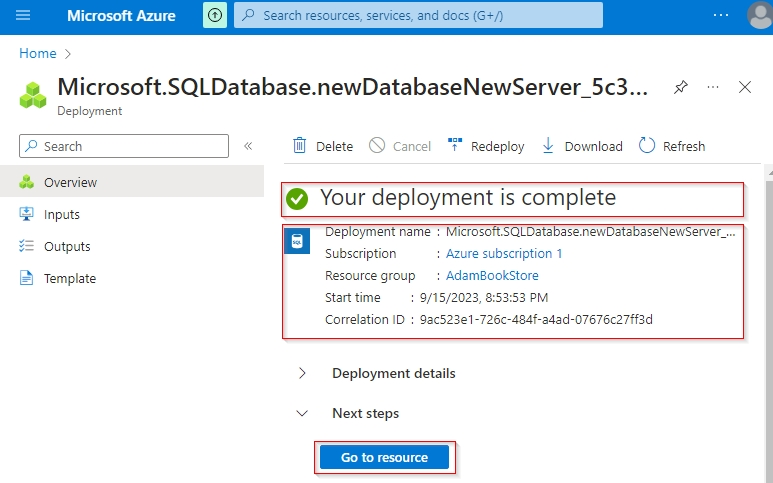 Microsoft Azure
Search resources, services, and docs (G+/)
...
Home
Microsoft.SQLDatabase.newDatabaseNewServer_5c3...
...
Deployment
Search
Delete
Cancel
Redeploy
Download
Refresh
Overview
Inputs
Outputs
Template
Your deployment is complete
SQL
Deployment name : Microsoft.SQLDatabase.newDatabaseNewServer_...
Subscription : Azure subscription 1
Resource group : AdamBookStore
Start time : 9/15/2023, 8:53:53 PM
Correlation ID : 9ac523e1-726c-484f-a4ad-07676c27ff3d
Deployment details
Next steps
Go to resource